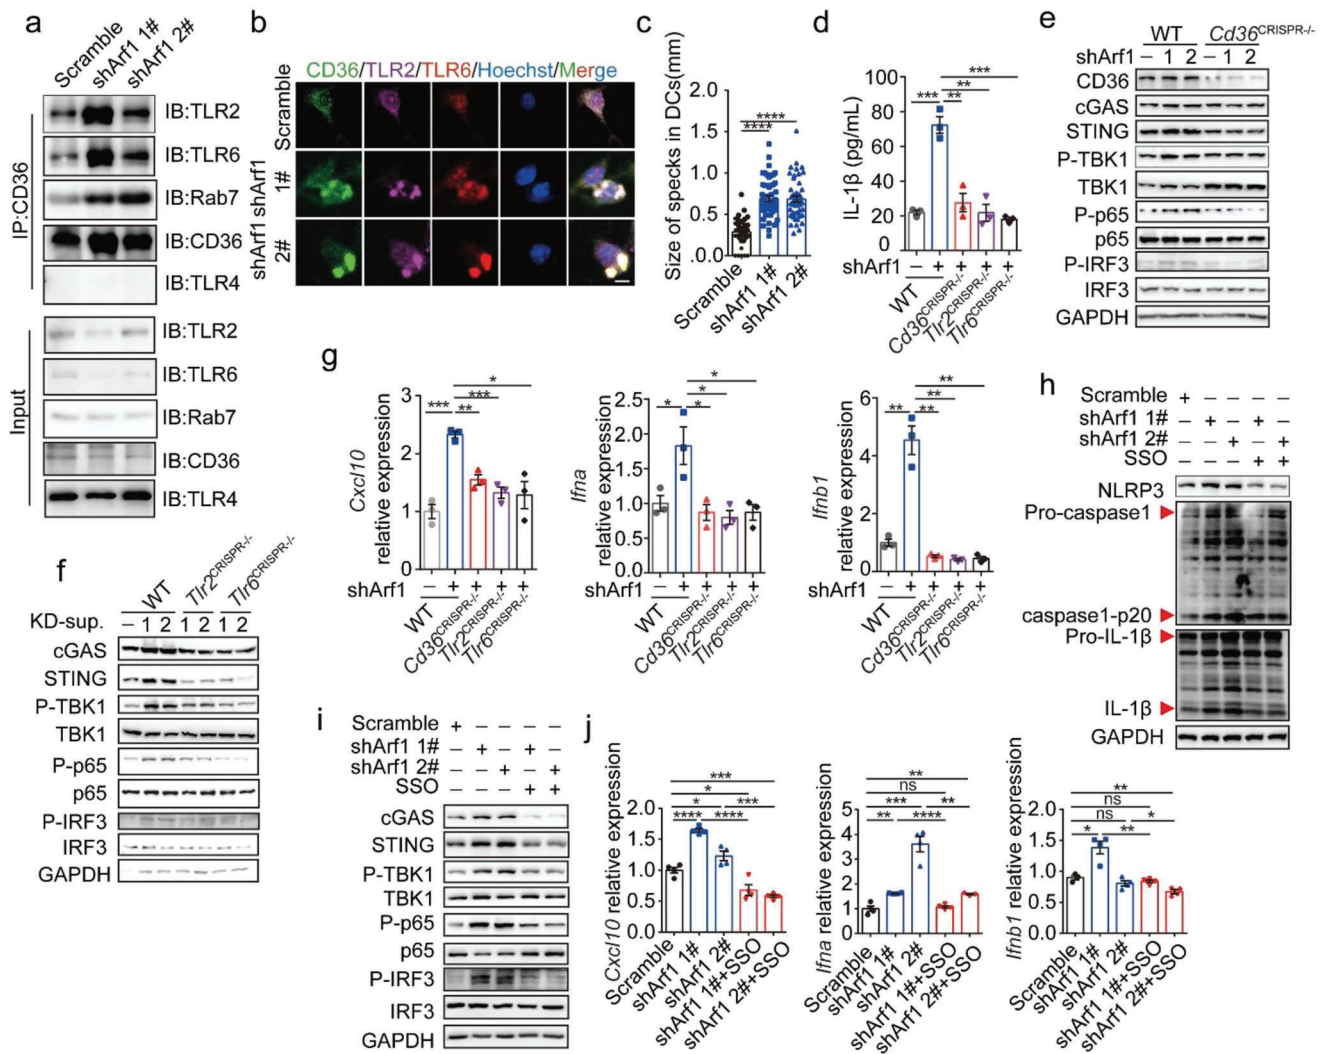 a
Scramble
shArf1 1#
shArf1 2#
IP:CD36
IB:TLR2
IB:TLR6
IB:Rab7
IB:CD36
IB:TLR4
Input
IB:TLR2
IB:TLR6
IB:Rab7
IB:CD36
IB:TLR4
b
CD36/TLR2/TLR6/Hoechst/Merge
Scramble
shArf1 1#
shArf1 2#
c
Size of specks in DCs(mm)
2.0
1.5
1.0
0.5
0.0
****
****
Scramble
shArf1 1#
shArf1 2#
d
IL-1β (pg/mL)
100
80
60
40
20
0
***
**
**
***
shArf1 – + + + +
WT
Cd36CRISPR-/-
Tlr2CRISPR-/-
Tlr6CRISPR-/-
e
WT Cd36CRISPR-/-
shArf1 – 1 2 – 1 2
CD36
cGAS
STING
P-TBK1
TBK1
P-p65
p65
P-IRF3
IRF3
GAPDH
f
WT
Tlr2CRISPR-/-
Tlr6CRISPR-/-
KD-sup. – 1 2 1 2 1 2
cGAS
STING
P-TBK1
TBK1
P-p65
p65
P-IRF3
IRF3
GAPDH
g
Cxcl10
relative expression
3
2
1
0
*
***
*** **
shArf1 – + + + +
WT
Cd36CRISPR-/-
Tlr2CRISPR-/-
Tlr6CRISPR-/-
Ifna
relative expression
2.5
2.0
1.5
1.0
0.5
0.0
*
*
* *
– + + + +
WT
Cd36CRISPR-/-
Tlr2CRISPR-/-
Tlr6CRISPR-/-
Ifnb1
relative expression
6
4
2
0
**
**
** **
shArf1 – + + + +
WT
Cd36CRISPR-/-
Tlr2CRISPR-/-
Tlr6CRISPR-/-
h
Scramble + – – – –
shArf1 1# – + – + –
shArf1 2# – – + – +
SSO – – – + +
NLRP3
Pro-caspase1
caspase1-p20
Pro-IL-1β
IL-1β
GAPDH
i
Scramble + – – – –
shArf1 1# – + – + –
shArf1 2# – – + – +
SSO – – – + +
cGAS
STING
P-TBK1
TBK1
P-p65
p65
P-IRF3
IRF3
GAPDH
j
Cxcl10 relative expression
2.0
1.5
1.0
0.5
0.0
***
*
* ***
**** ****
Scramble
shArf1 1#
shArf1 2#
shArf1 1#+SSO
shArf1 2#+SSO
Ifna relative expression
5
4
3
2
1
0
**
ns
*** **
** ****
Scramble
shArf1 1#
shArf1 2#
shArf1 1#+SSO
shArf1 2#+SSO
Ifnb1 relative expression
2.0
1.5
1.0
0.5
0.0
**
ns
ns *
* **
Scramble
shArf1 1#
shArf1 2#
shArf1 1#+SSO
shArf1 2#+SSO